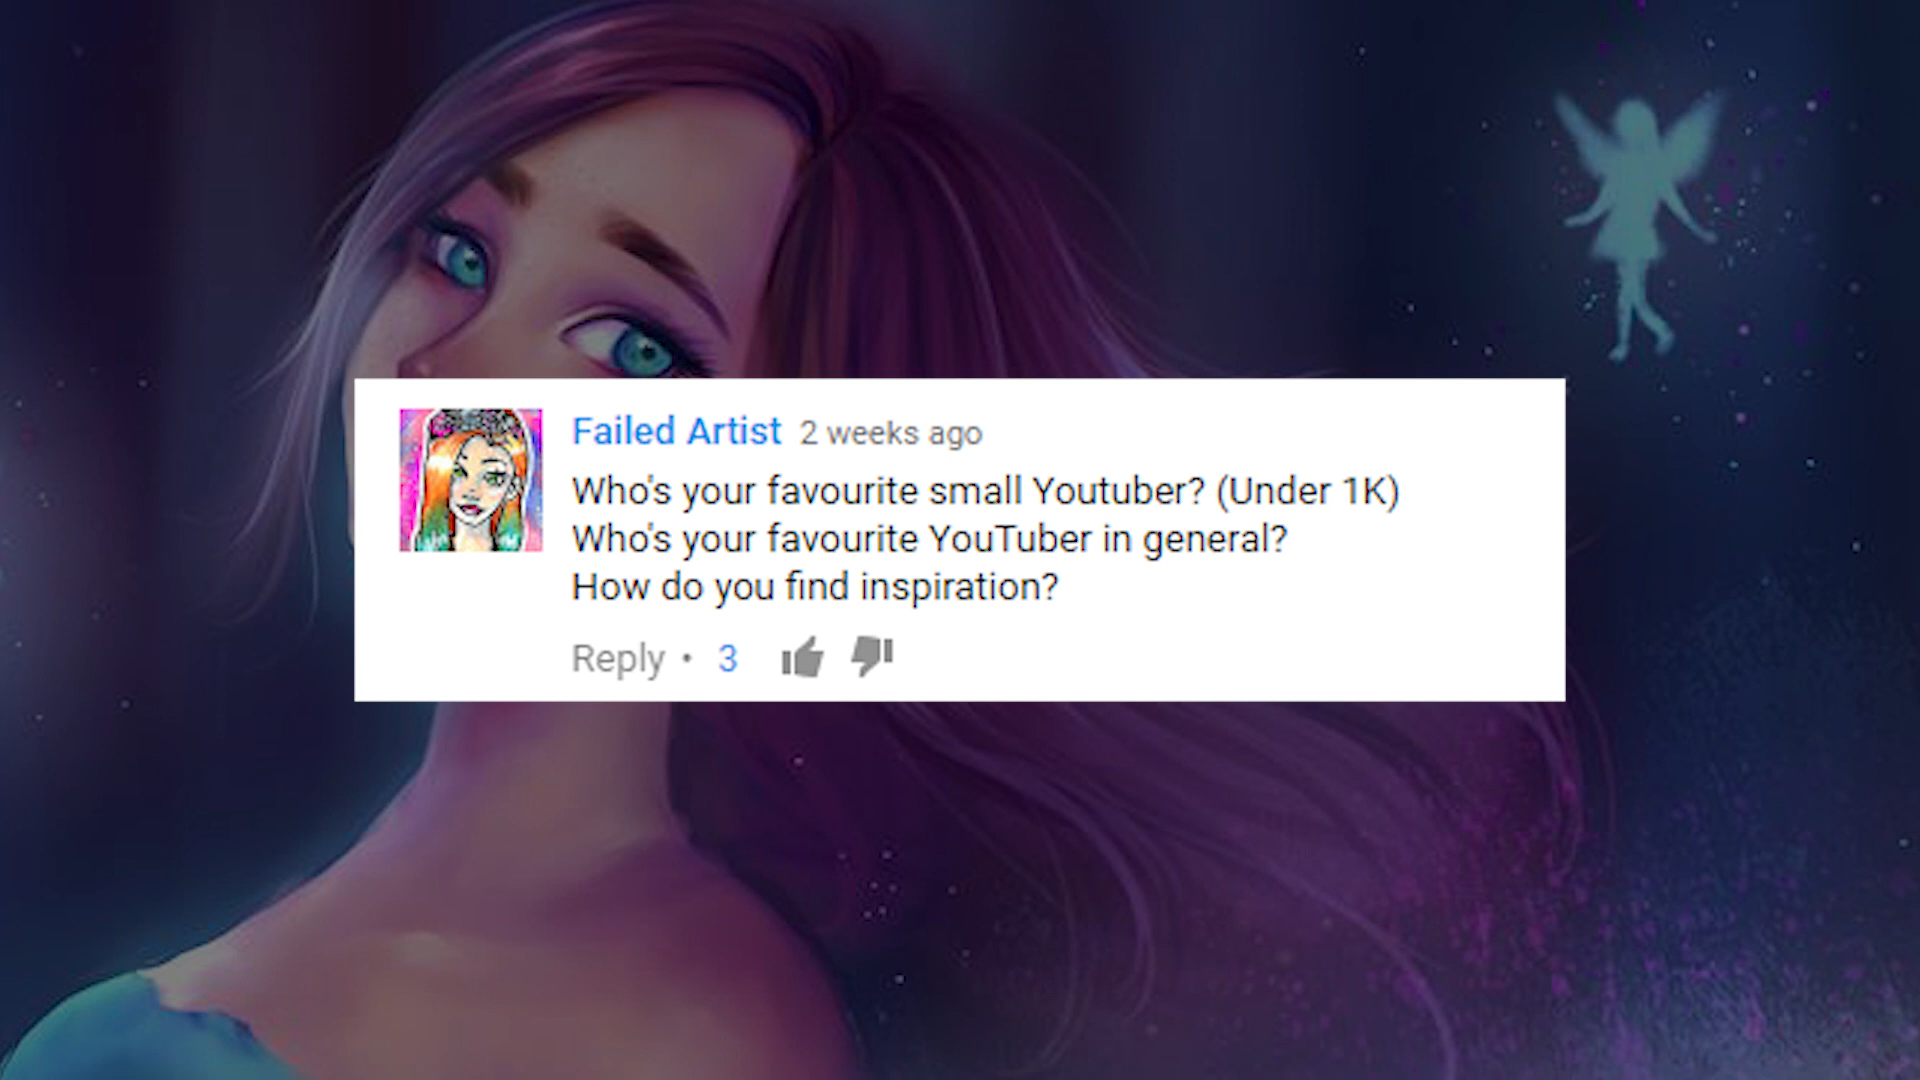 Failed Artist 2 weeks ago
Who's your favourite small Youtuber? (Under 1K)
Who's your favourite YouTuber in general?
How do you find inspiration?
Reply • 3